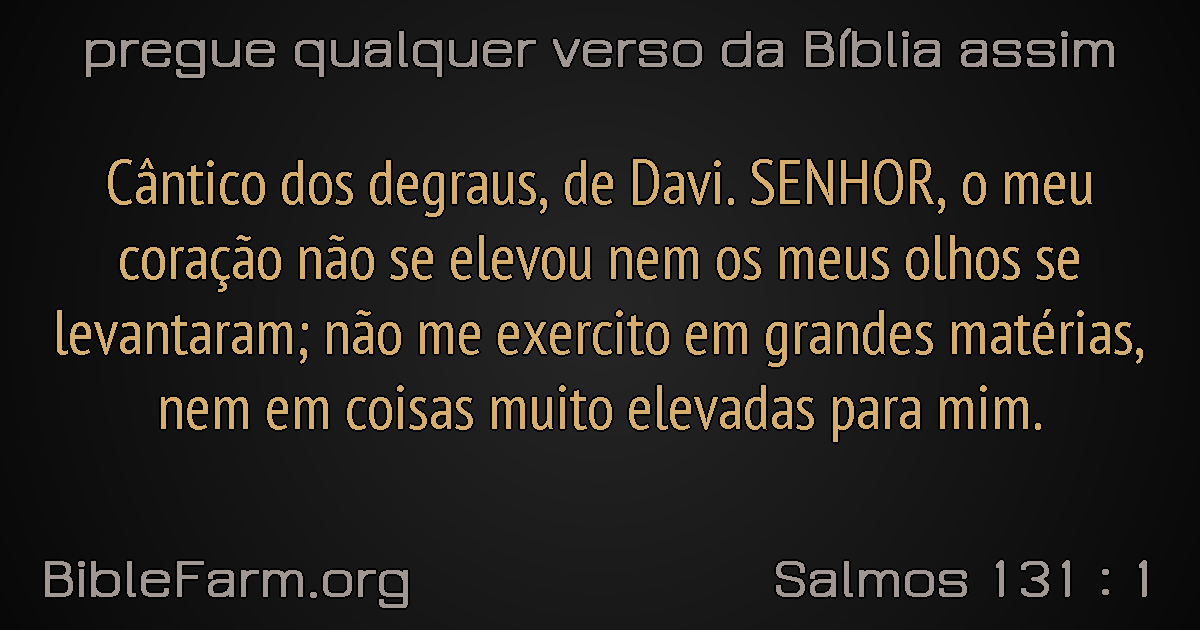 pregue qualquer verso da Bíblia assim
Cântico dos degraus, de Davi. SENHOR, o meu
coração não se elevou nem os meus olhos se
levantaram; não me exercito em grandes matérias,
nem em coisas muito elevadas para mim.
BibleFarm.org
Salmos 131 : 1